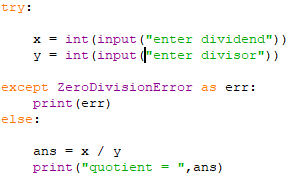 try:
x = int(input("enter dividend"))
y = int(input("enter divisor"))
except ZeroDivisionError as err:
print(err)
else:
ans = x / y
print("quotient = ",ans)